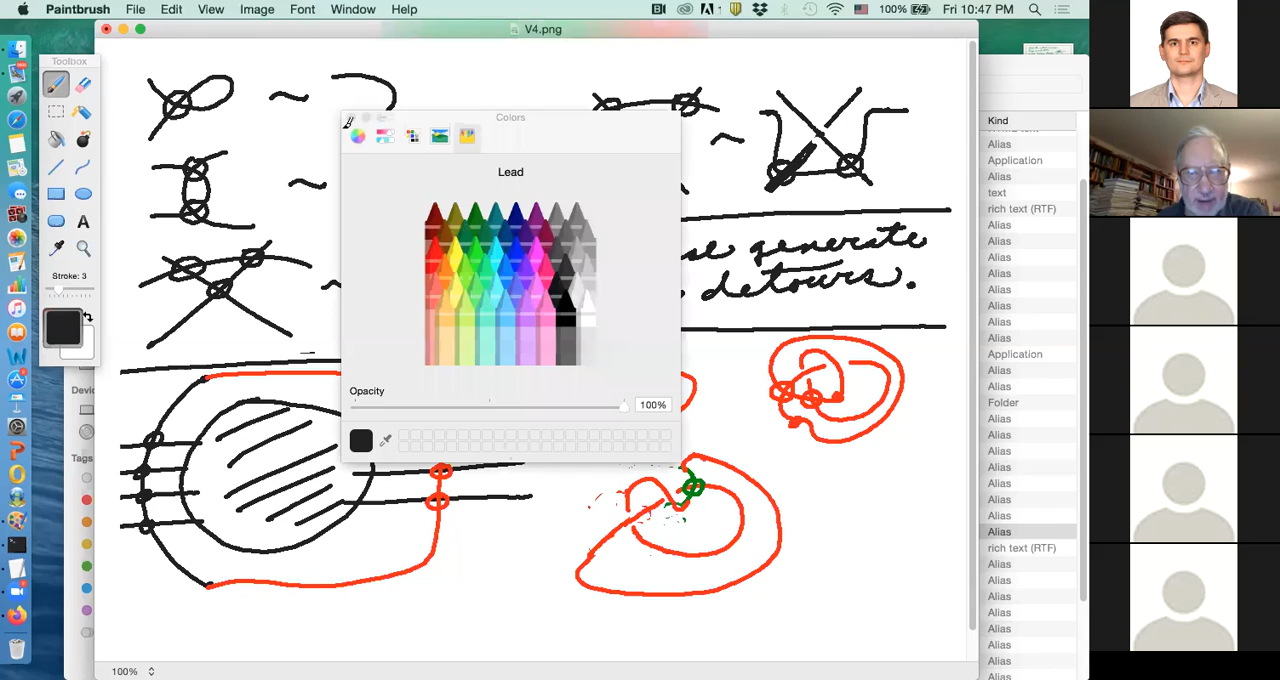 Paintbrush File Edit View Image Font Window Help
100% Fri 10:47 PM
V4.png
Toolbox
Stroke: 3
Colors
Lead
Opacity
100%
generate
detours.
Devic
Tags
100%
Kind
Alias
Application
Alias
text
rich text (RTF)
Alias
Alias
Alias
Alias
Alias
Alias
Alias
Application
Alias
Alias
Folder
Alias
Alias
Alias
Alias
Alias
Alias
Alias
Alias
rich text (RTF)
Alias
Alias
Alias
Alias
Alias
Alias
Alias